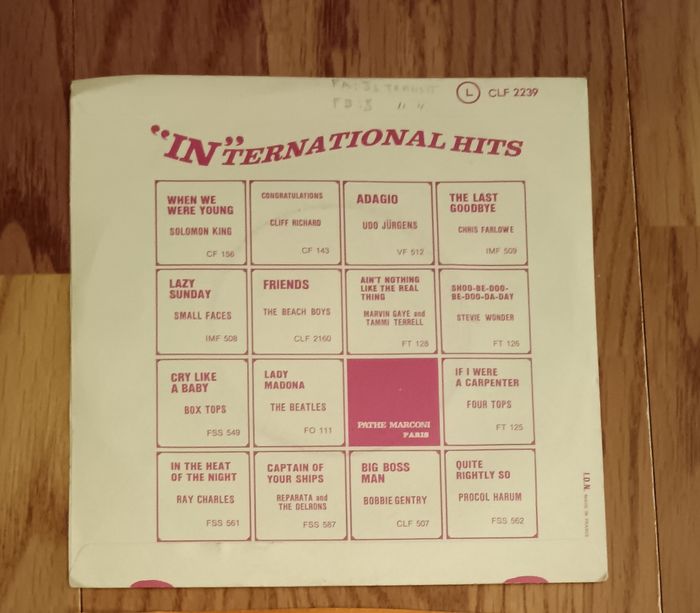 L CLF 2239
"IN"TERNATIONAL HITS
WHEN WE
WERE YOUNG
SOLOMON KING
CF 156
CONGRATULATIONS
CLIFF RICHARD
CF 143
ADAGIO
UDO JÜRGENS
VF 512
THE LAST
GOODBYE
CHRIS FARLOWE
IMF 509
LAZY
SUNDAY
SMALL FACES
IMF 508
FRIENDS
THE BEACH BOYS
CLF 2160
AIN'T NOTHING
LIKE THE REAL
THING
MARVIN GAYE and
TAMMI TERRELL
FT 128
SHOO-BE-DOO-
BE-DOO-DA-DAY
STEVIE WONDER
FT 126
CRY LIKE
A BABY
BOX TOPS
FSS 549
LADY
MADONA
THE BEATLES
FO 111
PATHE MARCONI
PARIS
IF I WERE
A CARPENTER
FOUR TOPS
FT 125
IN THE HEAT
OF THE NIGHT
RAY CHARLES
FSS 561
CAPTAIN OF
YOUR SHIPS
REPARATA and
THE DELRONS
FSS 587
BIG BOSS
MAN
BOBBIE GENTRY
CLF 507
QUITE
RIGHTLY SO
PROCOL HARUM
FSS 562
I.D.N. MADE IN FRANCE